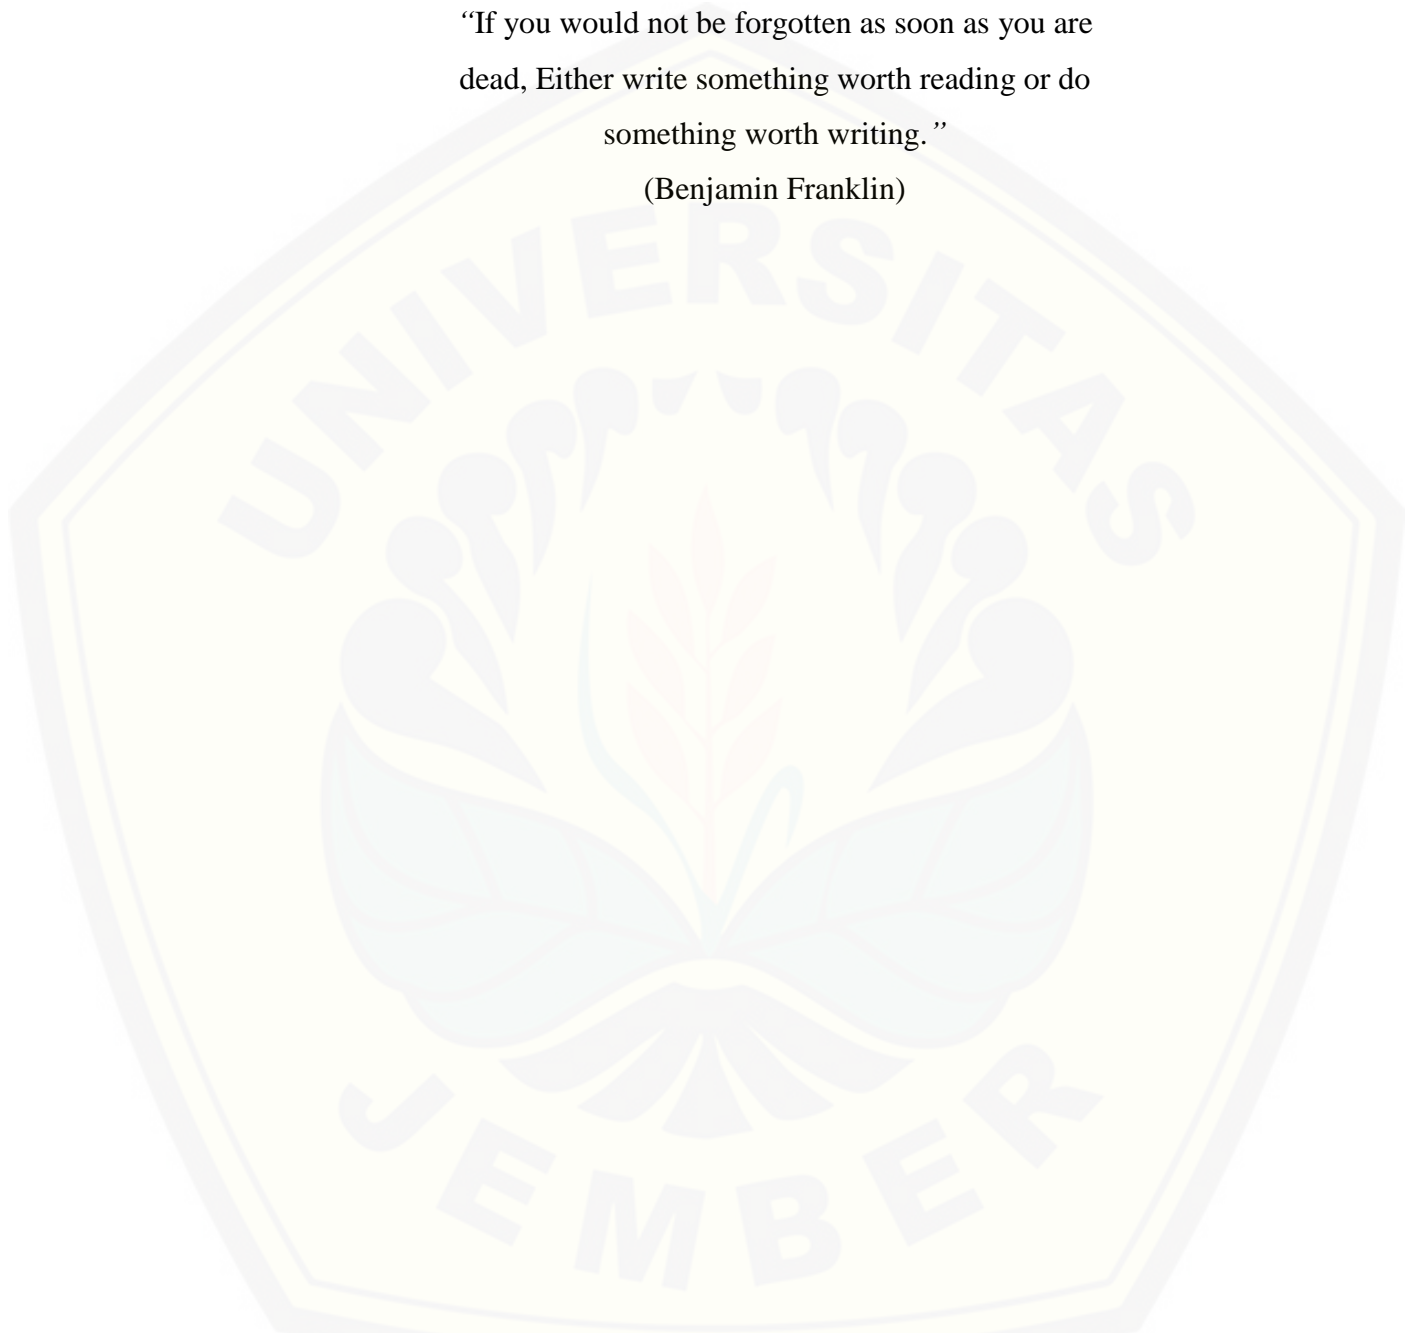 “If you would not be forgotten as soon as you are
dead, Either write something worth reading or do
something worth writing.”
(Benjamin Franklin)
UNIVERSITAS
JEMBER